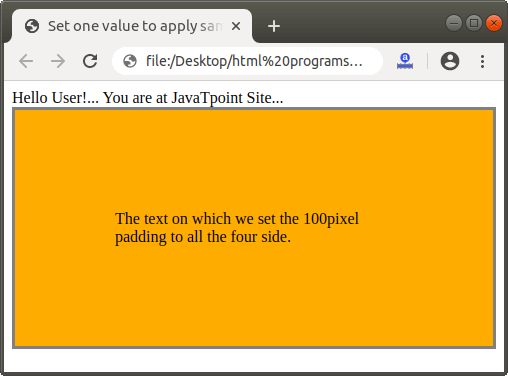 Set one value to apply san
file:/Desktop/html%20programs…
a
Hello User!... You are at JavaTpoint Site...
The text on which we set the 100pixel
padding to all the four side.